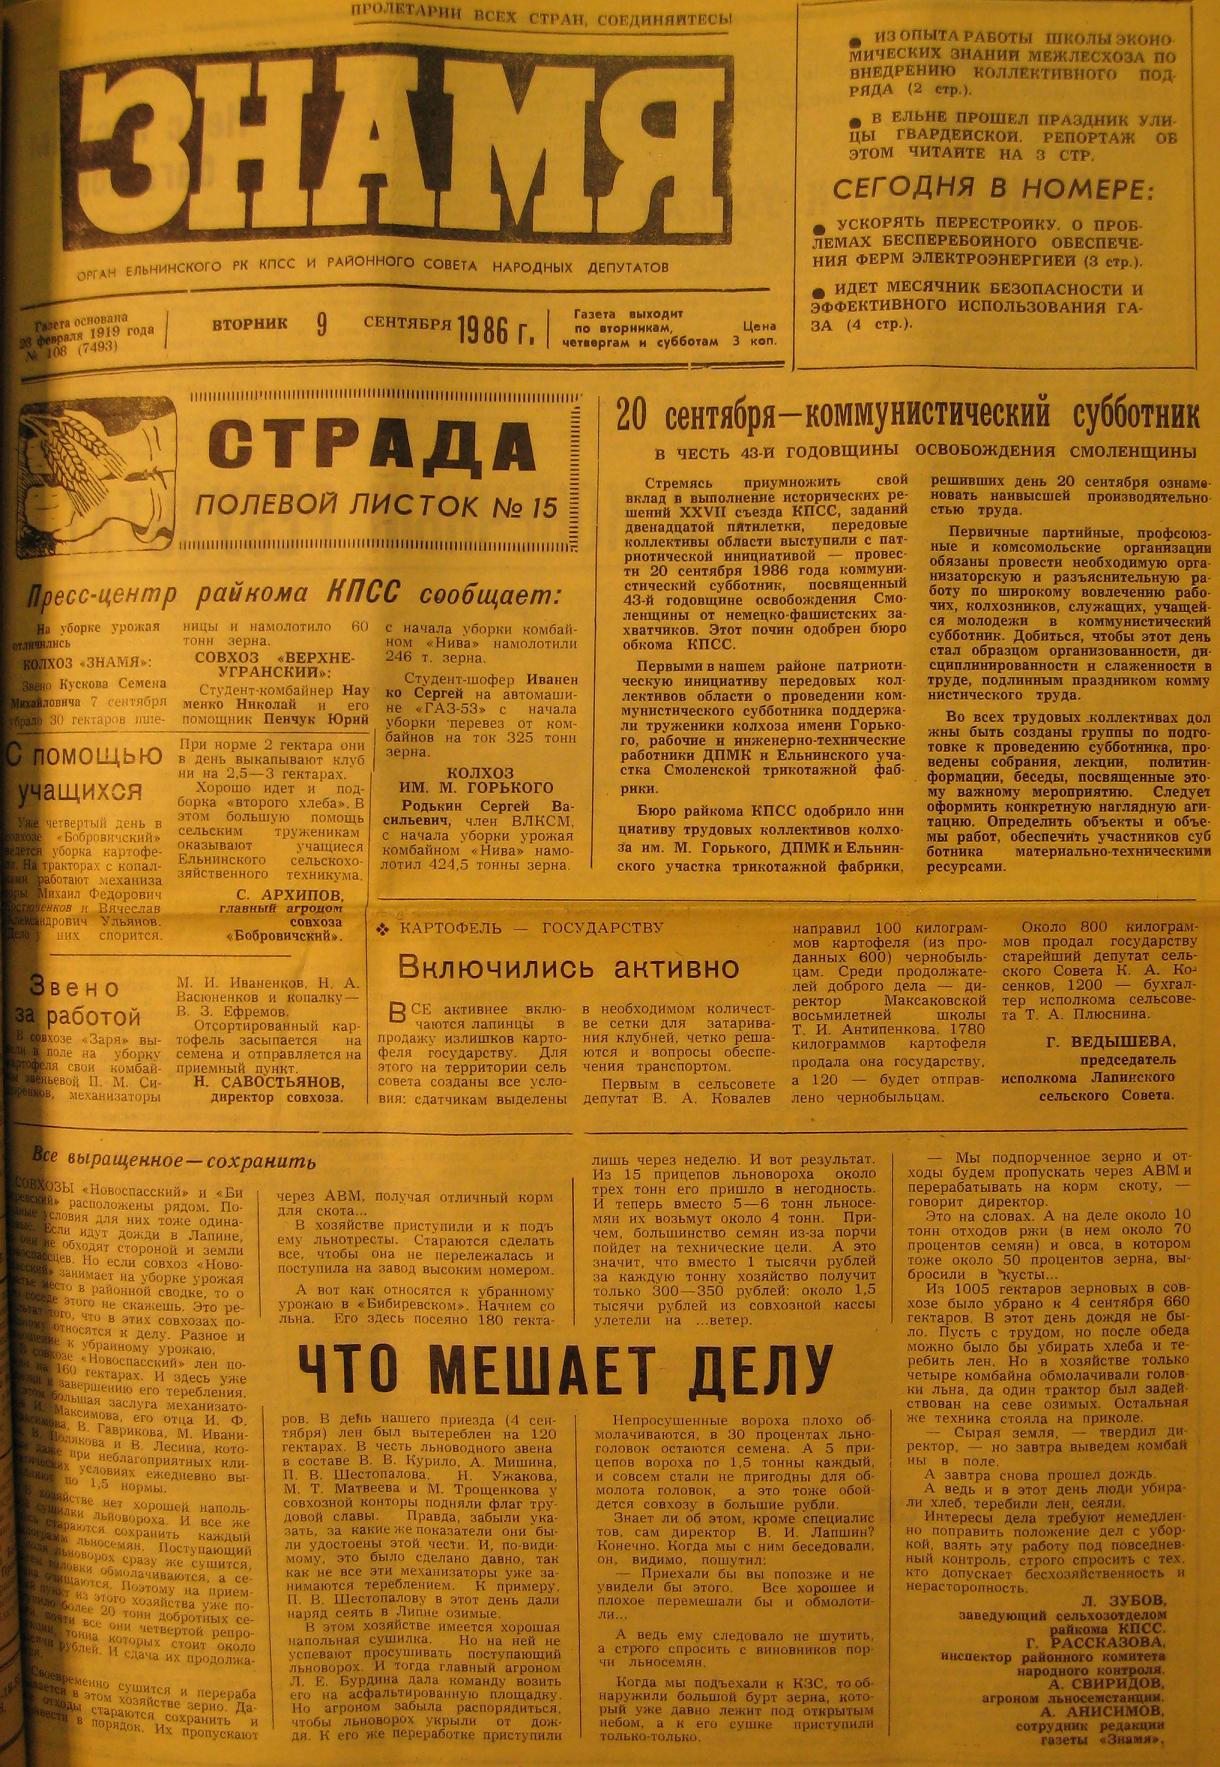 ПРОЛЕТАРИИ ВСЕХ СТРАН, СОЕДИНЯЙТЕСЬ!
ЗНАМЯ
ОРГАН ЕЛЬНИНСКОГО РК КПСС И РАЙОННОГО СОВЕТА НАРОДНЫХ ДЕПУТАТОВ
Газета основана
23 февраля 1919 года
№ 108 (7493)
ВТОРНИК 9 СЕНТЯБРЯ 1986 г.
Газета выходит
по вторникам,
четвергам и субботам
Цена
3 коп.
● ИЗ ОПЫТА РАБОТЫ ШКОЛЫ ЭКОНО-
МИЧЕСКИХ ЗНАНИЙ МЕЖЛЕСХОЗА ПО
ВНЕДРЕНИЮ КОЛЛЕКТИВНОГО ПОД-
РЯДА (2 стр.).
● В ЕЛЬНЕ ПРОШЕЛ ПРАЗДНИК УЛИ-
ЦЫ ГВАРДЕЙСКОЙ. РЕПОРТАЖ ОБ
ЭТОМ ЧИТАЙТЕ НА 3 СТР.
СЕГОДНЯ В НОМЕРЕ:
● УСКОРЯТЬ ПЕРЕСТРОЙКУ. О ПРОБ-
ЛЕМАХ БЕСПЕРЕБОЙНОГО ОБЕСПЕЧЕ-
НИЯ ФЕРМ ЭЛЕКТРОЭНЕРГИЕЙ (3 стр.).
● ИДЕТ МЕСЯЧНИК БЕЗОПАСНОСТИ И
ЭФФЕКТИВНОГО ИСПОЛЬЗОВАНИЯ ГА-
ЗА (4 стр.).
СТРАДА
ПОЛЕВОЙ ЛИСТОК № 15
Пресс-центр райкома КПСС сообщает:
На уборке урожая
отличились
КОЛХОЗ «ЗНАМЯ»:
Звено Кускова Семена
Михайловича 7 сентября
убрало 30 гектаров пше-
ницы и намолотило 60
тонн зерна.
СОВХОЗ «ВЕРХНЕ-
УГРАНСКИЙ»:
Студент-комбайнер Нау
менко Николай и его
помощник Пенчук Юрий
с начала уборки комбай-
ном «Нива» намолотили
246 т. зерна.
Студент-шофер Иванен
ко Сергей на автомаши-
не «ГАЗ-53» с начала
уборки перевез от ком-
байнов на ток 325 тонн
зерна.
КОЛХОЗ
ИМ. М. ГОРЬКОГО
Родькин Сергей Ва-
сильевич, член ВЛКСМ,
с начала уборки урожая
комбайном «Нива» намо-
лотил 424,5 тонны зерна.
С помощью
учащихся
Уже четвертый день в
совхозе «Бобровичский»
ведется уборка картофе-
ля. На тракторах с копал-
ками работают механиза
торы Михаил Федорович
и Вячеслав
Александрович Ульянов.
Дело у них спорится.
При норме 2 гектара они
в день выкапывают клуб
ни на 2,5—3 гектарах.
Хорошо идет и под-
борка «второго хлеба». В
этом большую помощь
сельским труженикам
оказывают учащиеся
Ельнинского сельскохо-
зяйственного техникума.
С. АРХИПОВ,
главный агроном
совхоза
«Бобровичский».
Звено
за работой
В совхозе «Заря» вы-
шли в поле на уборку
картофеля свои комбай-
ны звеньевой П. М. Си-
механизаторы
М. И. Иваненков, Н. А.
Васюненков и копалку—
В. З. Ефремов.
Отсортированный кар-
тофель засыпается на
семена и отправляется на
приемный пункт.
Н. САВОСТЬЯНОВ,
директор совхоза.
20 сентября—коммунистический субботник
В ЧЕСТЬ 43-Й ГОДОВЩИНЫ ОСВОБОЖДЕНИЯ СМОЛЕНЩИНЫ
Стремясь приумножить свой
вклад в выполнение исторических ре-
шений XXVII съезда КПСС, заданий
двенадцатой пятилетки, передовые
коллективы области выступили с пат-
риотической инициативой — провес-
ти 20 сентября 1986 года коммуни-
стический субботник, посвященный
43-й годовщине освобождения Смо-
ленщины от немецко-фашистских за-
хватчиков. Этот почин одобрен бюро
обкома КПСС.
Первыми в нашем районе патриоти-
ческую инициативу передовых кол-
лективов области о проведении ком-
мунистического субботника поддержа-
ли труженики колхоза имени Горько-
го, рабочие и инженерно-технические
работники ДПМК и Ельнинского уча-
стка Смоленской трикотажной фаб-
рики.
Бюро райкома КПСС одобрило ини
циативу трудовых коллективов колхо-
за им. М. Горького, ДПМК и Ельнин-
ского участка трикотажной фабрики,
решивших день 20 сентября ознаме-
новать наивысшей производительно-
стью труда.
Первичные партийные, профсоюз-
ные и комсомольские организации
обязаны провести необходимую орга-
низаторскую и разъяснительную ра-
боту по широкому вовлечению рабо-
чих, колхозников, служащих, учащей-
ся молодежи в коммунистический
субботник. Добиться, чтобы этот день
стал образцом организованности, ди-
сциплинированности и слаженности в
труде, подлинным праздником комму
нистического труда.
Во всех трудовых коллективах дол
жны быть созданы группы по подго-
товке к проведению субботника, про-
ведены собрания, лекции, политин-
формации, беседы, посвященные это-
му важному мероприятию. Следует
оформить конкретную наглядную аги-
тацию. Определить объекты и объе-
мы работ, обеспечить участников суб
ботника материально-техническими
ресурсами.
❖ КАРТОФЕЛЬ — ГОСУДАРСТВУ
Включились активно
ВСЕ активнее вклю-
чаются лапинцы в
продажу излишков карто-
феля государству. Для
этого на территории сель
совета созданы все усло-
вия: сдатчикам выделены
в необходимом количест-
ве сетки для затарива-
ния клубней, четко реша-
ются и вопросы обеспе-
чения транспортом.
Первым в сельсовете
депутат В. А. Ковалев
направил 100 килограм-
мов картофеля (из про-
данных 600) чернобыль-
цам. Среди продолжате-
лей доброго дела — ди-
ректор Максаковской
восьмилетней школы
Т. И. Антипенкова. 1780
килограммов картофеля
продала она государству,
а 120 — будет отправ-
лено чернобыльцам.
Около 800 килограм-
мов продал государству
старейший депутат сель-
ского Совета К. А. Ко-
сенков, 1200 — бухгал-
тер исполкома сельсове-
та Т. А. Плюснина.
Г. ВЕДЫШЕВА,
председатель
исполкома Лапинского
сельского Совета.
Все выращенное—сохранить
ЧТО МЕШАЕТ ДЕЛУ
СОВХОЗЫ «Новоспасский» и «Би
расположены рядом. По-
условия для них тоже одина-
Если идут дожди в Лапине,
они не обходят стороной и земли
Но если совхоз «Ново-
занимает на уборке урожая
место в районной сводке, то о
соседе этого не скажешь. Это ре-
зультат того, что в этих совхозах по-
относятся к делу. Разное и
к убранному урожаю.
В совхозе «Новоспасский» лен по-
на 160 гектарах. И здесь уже
завершению его теребления.
большая заслуга механизато-
Максимова, его отца И. Ф.
В. Гаврикова, М. Ивани-
Полякова и В. Лесина, кото-
при неблагоприятных кли-
условиях ежедневно вы-
по 1,5 нормы.
нет хорошей наполь-
льновороха. И все же
стараются сохранить каждый
льносемян. Поступающий
льноворох сразу же сушится,
обмолачиваются, а се-
очищаются. Поэтому на прием-
из этого хозяйства уже по-
более 20 тонн добротных се-
почти все они четвертой репро-
тонна которых стоит около
рублей. И сдача их продолжа-
Своевременно сушится и перераба
тывается в этом хозяйстве зерно. Да-
отходы стараются сохранить и
в порядок. Их пропускают
через АВМ, получая отличный корм
для скота...
В хозяйстве приступили и к подъ
ему льнотресты. Стараются сделать
все, чтобы она не перележалась и
поступила на завод высоким номером.
А вот как относятся к убранному
урожаю в «Бибиревском». Начнем со
льна. Его здесь посеяно 180 гекта-
ров. В день нашего приезда (4 сен-
тября) лен был вытереблен на 120
гектарах. В честь льноводного звена
в составе В. В. Курило, А. Мишина,
П. В. Шестопалова, Н. Ужакова,
М. Т. Матвеева и М. Трощенкова у
совхозной конторы подняли флаг тру-
довой славы. Правда, забыли ука-
зать, за какие же показатели они бы-
ли удостоены этой чести. И, по-види-
мому, это было сделано давно, так
как не все эти механизаторы уже за-
нимаются тереблением. К примеру,
П. В. Шестопалову в этот день дали
наряд сеять в Липне озимые.
В этом хозяйстве имеется хорошая
напольная сушилка. Но на ней не
успевают просушивать поступающий
льноворох. И тогда главный агроном
Л. Е. Бурдина дала команду возить
его на асфальтированную площадку.
Но агроном забыла распорядиться,
чтобы льноворох укрыли от дож-
дя. К его же переработке приступили
лишь через неделю. И вот результат.
Из 15 прицепов льновороха около
трех тонн его пришло в негодность.
И теперь вместо 5—6 тонн льносе-
мян их возьмут около 4 тонн. При-
чем, большинство семян из-за порчи
пойдет на технические цели. А это
значит, что вместо 1 тысячи рублей
за каждую тонну хозяйство получит
только 300—350 рублей: около 1,5
тысячи рублей из совхозной кассы
улетели на ...ветер.
Непросушенные вороха плохо об-
молачиваются, в 30 процентах льно-
головок остаются семена. А 5 при-
цепов вороха по 1,5 тонны каждый,
и совсем стали не пригодны для об-
молота головок, а это тоже обой-
дется совхозу в большие рубли.
Знает ли об этом, кроме специалис
тов, сам директор В. И. Лапшин?
Конечно. Когда мы с ним беседовали,
он, видимо, пошутил:
— Приехали бы вы попозже и не
увидели бы этого. Все хорошее и
плохое перемешали бы и обмолоти-
ли...
А ведь ему следовало не шутить,
а строго спросить с виновников пор-
чи льносемян.
Когда мы подъехали к КЗС, то об-
наружили большой бурт зерна, кото-
рый уже давно лежит под открытым
небом, а к его сушке приступили
только-только.
— Мы подпорченное зерно и от-
ходы будем пропускать через АВМ и
перерабатывать на корм скоту, —
говорит директор.
Это на словах. А на деле около 10
тонн отходов ржи (в нем около 70
процентов семян) и овса, в котором
тоже около 50 процентов зерна, вы-
бросили в кусты...
Из 1005 гектаров зерновых в сов-
хозе было убрано к 4 сентября 660
гектаров. В этот день дождя не бы-
ло. Пусть с трудом, но после обеда
можно было бы убирать хлеба и те-
ребить лен. Но в хозяйстве только
четыре комбайна обмолачивали голов-
ки льна, да один трактор был задей-
ствован на севе озимых. Остальная
же техника стояла на приколе.
— Сырая земля, — твердил ди-
ректор, — но завтра выведем комбай
ны в поле.
А завтра снова прошел дождь.
А ведь и в этот день люди убира-
ли хлеб, теребили лен, сеяли.
Интересы дела требуют немедлен-
но поправить положение дел с убор-
кой, взять эту работу под повседнев-
ный контроль, строго спросить с тех,
кто допускает бесхозяйственность и
нерасторопность.
Л. ЗУБОВ,
заведующий сельхозотделом
райкома КПСС.
Г. РАССКАЗОВА,
инспектор районного комитета
народного контроля.
А. СВИРИДОВ,
агроном льносемстанции.
А. АНИСИМОВ,
сотрудник редакции
газеты «Знамя».